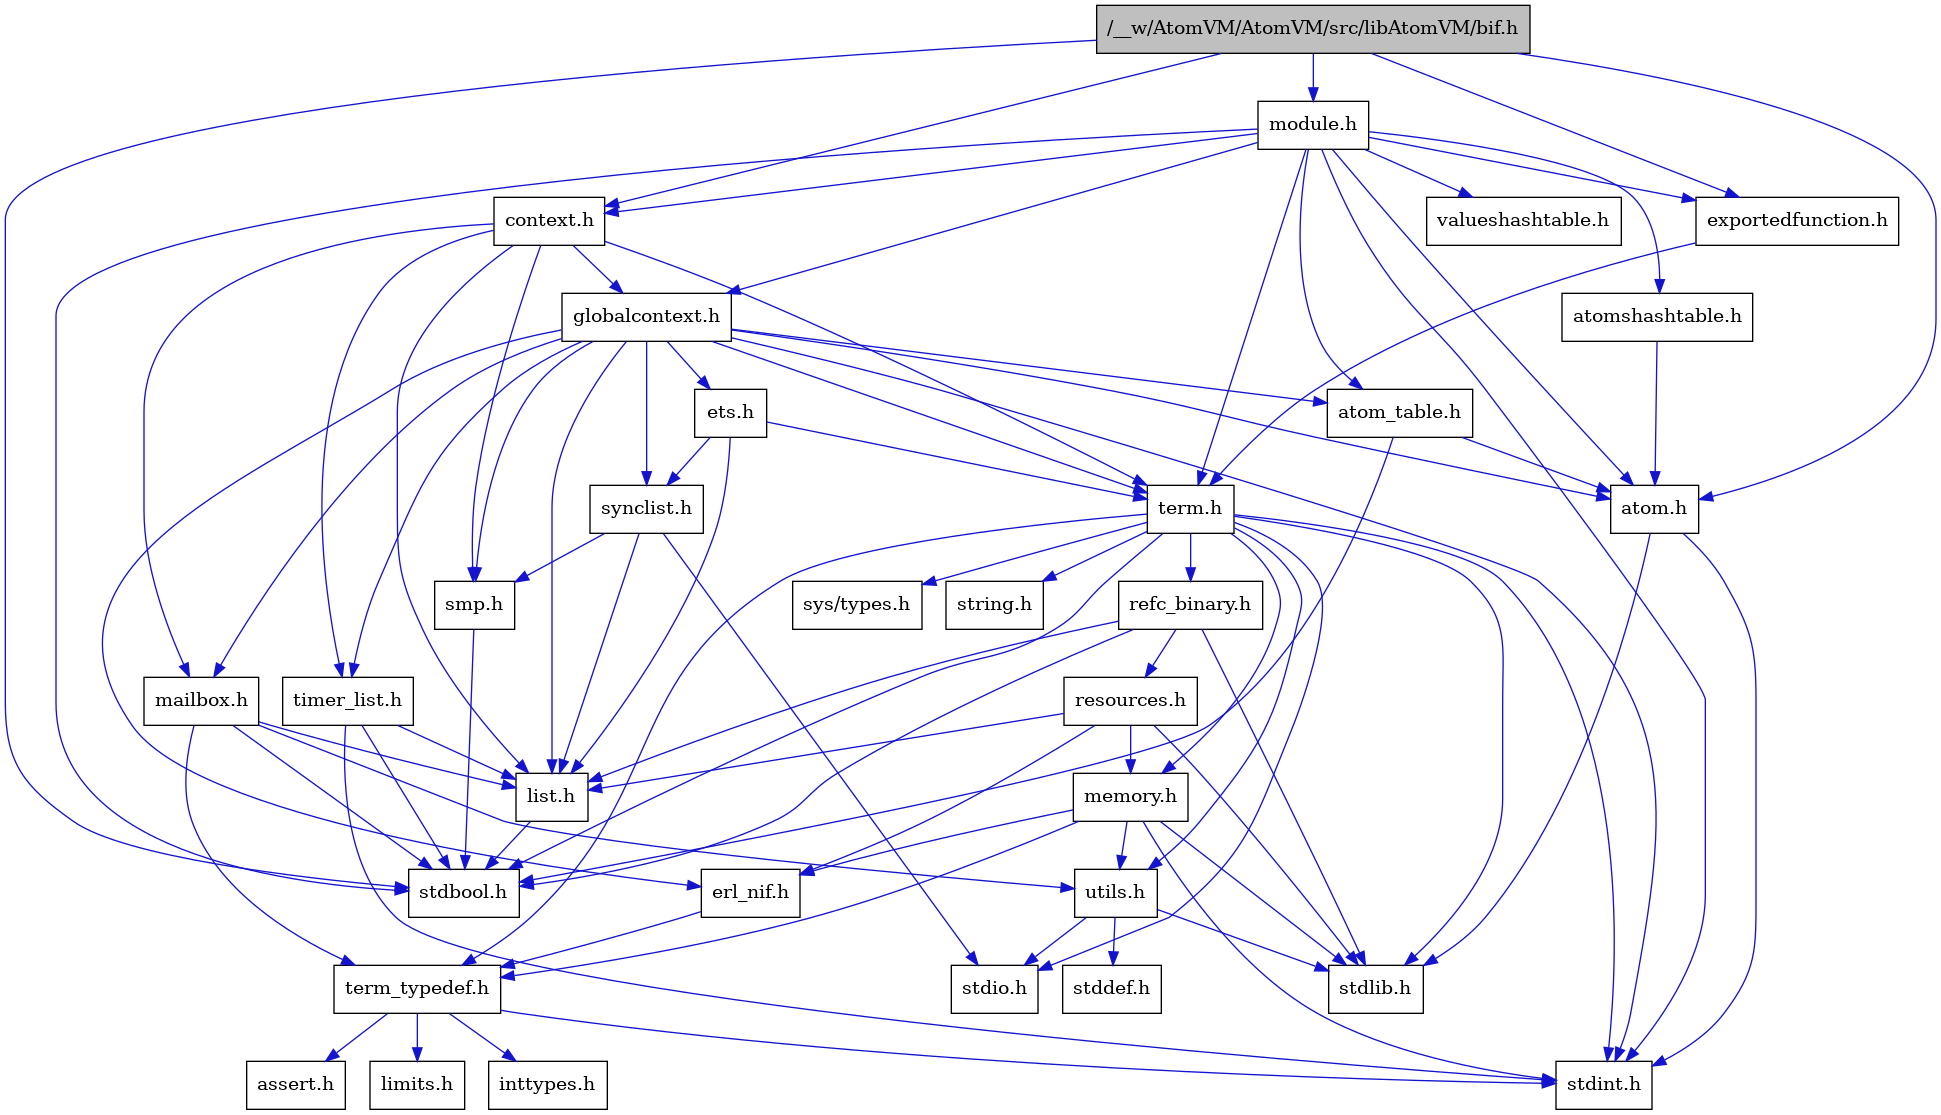 /__w/AtomVM/AtomVM/src/libAtomVM/bif.h
module.h
context.h
valueshashtable.h
exportedfunction.h
globalcontext.h
atomshashtable.h
ets.h
atom_table.h
synclist.h
term.h
atom.h
smp.h
sys/types.h
string.h
refc_binary.h
mailbox.h
timer_list.h
resources.h
list.h
memory.h
stdbool.h
erl_nif.h
utils.h
term_typedef.h
stdio.h
stddef.h
stdlib.h
assert.h
limits.h
inttypes.h
stdint.h